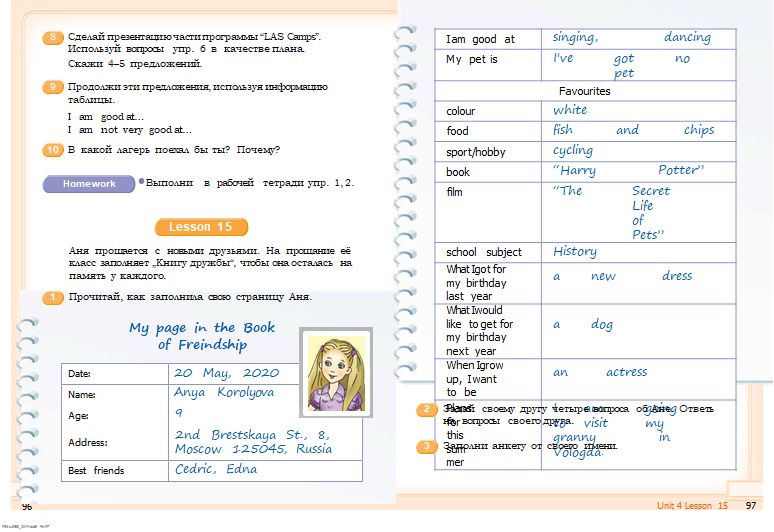 8 Сделай презентацию части программы “LAS Camps”.
Используй вопросы упр. 6 в качестве плана.
Скажи 4–5 предложений.
9 Продолжи эти предложения, используя информацию
таблицы.
I am good at...
I am not very good at...
10 В какой лагерь поехал бы ты? Почему?
Homework Выполни в рабочей тетради упр. 1, 2.
Lesson 15
Аня прощается с новыми друзьями. На прощание её
класс заполняет „Книгу дружбы“, чтобы она осталась на
память у каждого.
1 Прочитай, как заполнила свою страницу Аня.
My page in the Book
of Freindship
Date: 20 May, 2020
Name: Anya Korolyova
Age: 9
Address: 2nd Brestskaya St., 8,
Moscow 125045, Russia
Best friends Cedric, Edna
96
I am good at singing, dancing
My pet is I've got no
pet
Favourites
colour white
food fish and chips
sport/hobby cycling
book “Harry Potter”
film “The Secret
Life
of
Pets”
school subject History
What I got for
my birthday
last year
a new dress
What I would
like to get for
my birthday
next year
a dog
When I grow
up, I want
to be
an actress
Plans
for
this
sum
mer
I am going
to visit my
granny in
Vologda.
2 Задай своему другу четыре вопроса об Ане. Ответь
на вопросы своего друга.
3 Заполни анкету от своего имени.
Unit 4 Lesson 15 97